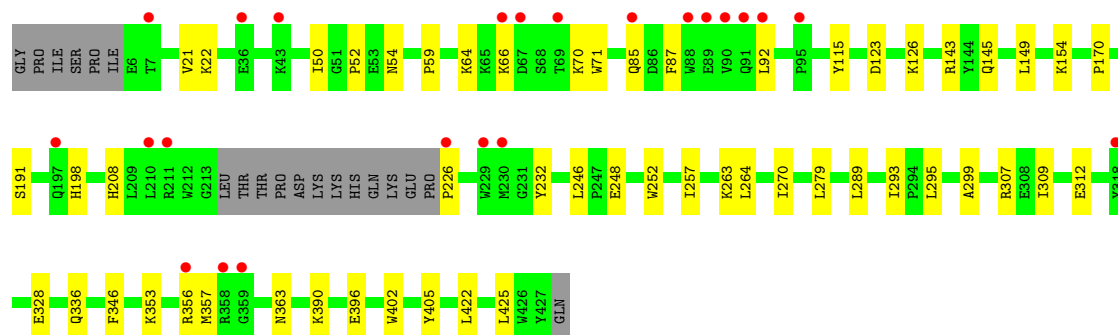 GLY PRO ILE SER PRO ILE E6 T7 V21 K22 E36 K43 I50 G51 P52 E53 N54 P59 K64 K65 K66 D67 S68 T69 K70 W71 Q85 D86 F87 W88 E89 V90 Q91 L92 P95 Y115 D123 K126 R143 Y144 Q145 L149 K154 P170
S191 Q197 H198 H208 L209 L210 R211 W212 G213 LEU THR THR PRO ASP LYS LYS HIS GLN LYS GLU PRO P226 W229 M230 G231 Y232 L246 P247 E248 W252 I257 K263 L264 I270 L279 L289 I293 P294 L295 A299 R307 E308 I309 E312 Y318
E328 Q336 F346 K353 R356 M357 R358 G359 N363 K390 E396 W402 Y405 L422 L425 W426 Y427 GLN